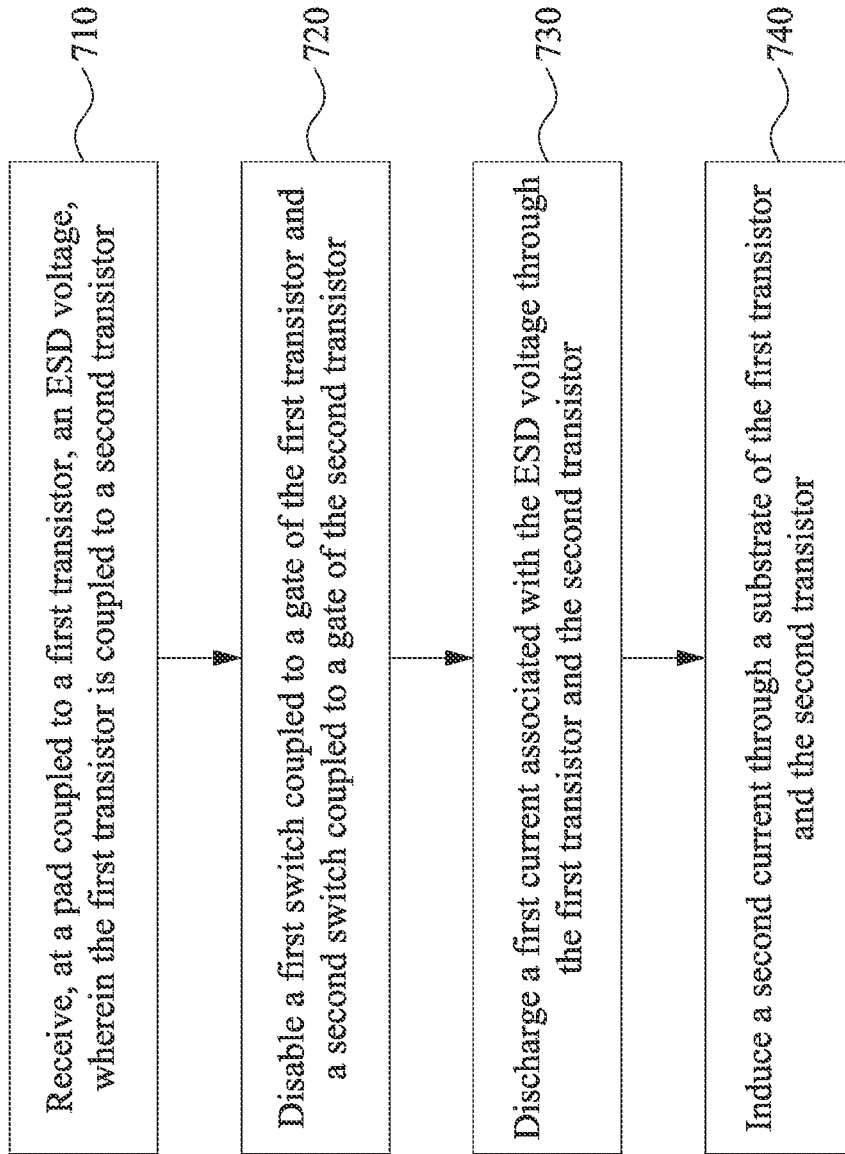 Receive, at a pad coupled to a first transistor, an ESD voltage,
wherein the first transistor is coupled to a second transistor
710
Disable a first switch coupled to a gate of the first transistor and
a second switch coupled to a gate of the second transistor
720
Discharge a first current associated with the ESD voltage through
the first transistor and the second transistor
730
Induce a second current through a substrate of the first transistor
and the second transistor
740